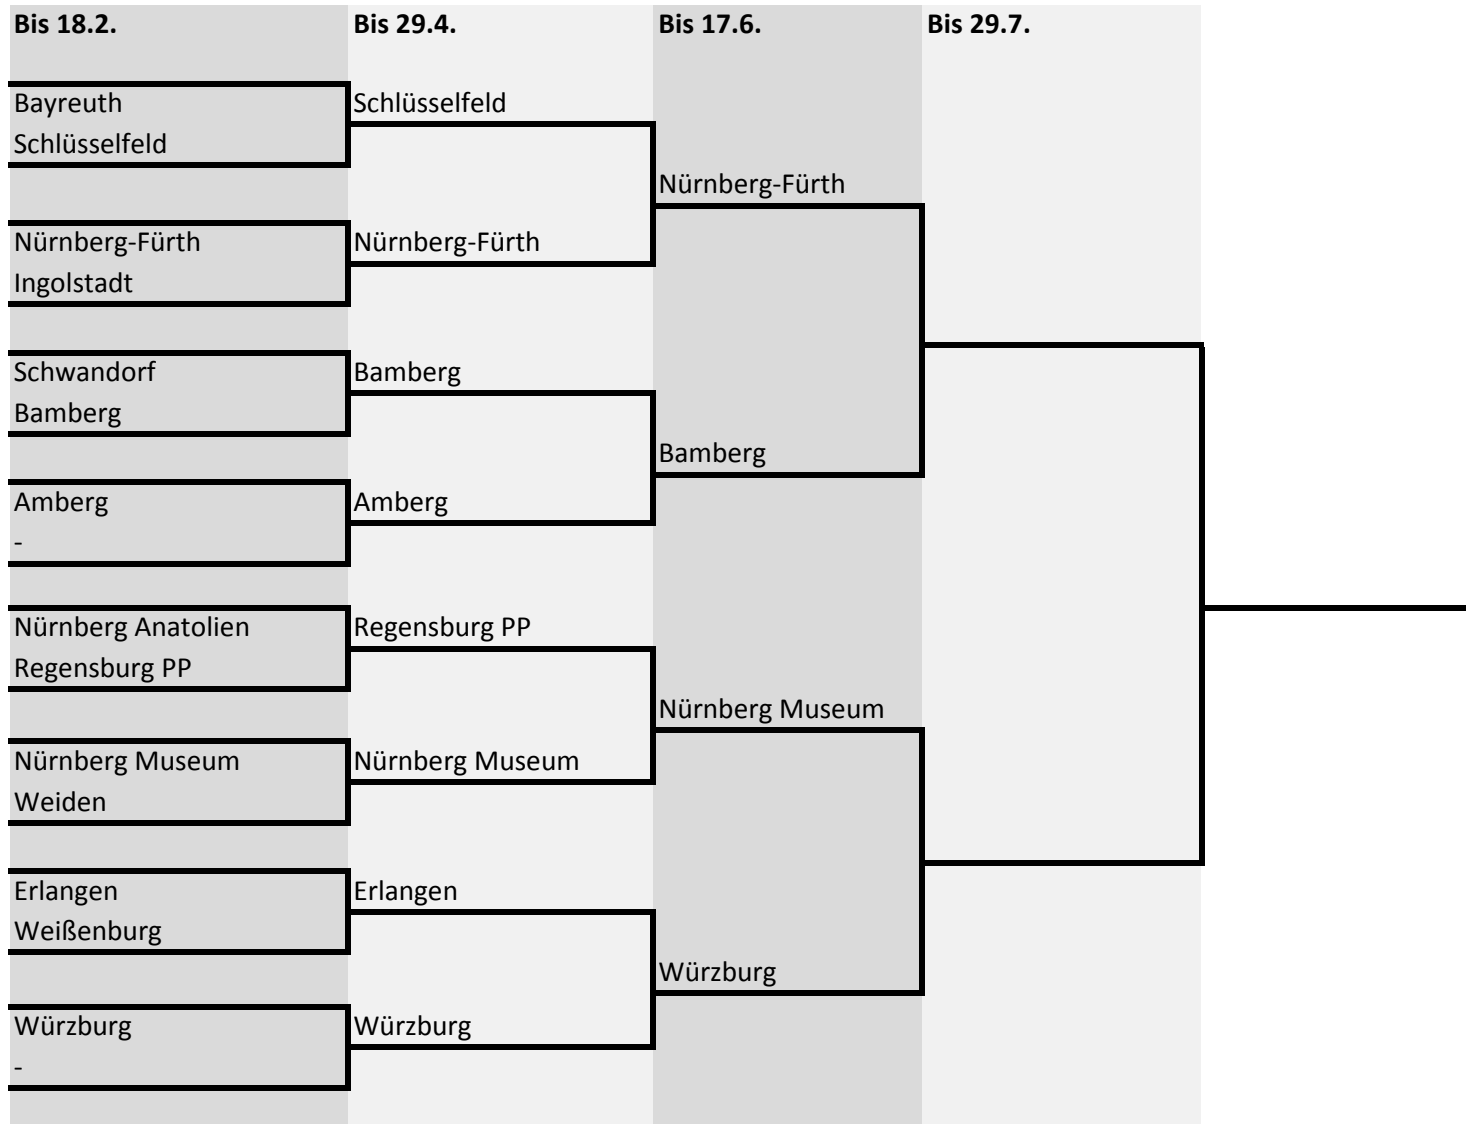 Bis 18.2.
Bis 29.4.
Bis 17.6.
Bis 29.7.
Bayreuth
Schlüsselfeld
Nürnberg-Fürth
Ingolstadt
Schwandorf
Bamberg
Amberg
-
Nürnberg Anatolien
Regensburg PP
Nürnberg Museum
Weiden
Erlangen
Weißenburg
Würzburg
-
Schlüsselfeld
Nürnberg-Fürth
Bamberg
Amberg
Regensburg PP
Nürnberg Museum
Erlangen
Würzburg
Nürnberg-Fürth
Bamberg
Nürnberg Museum
Würzburg